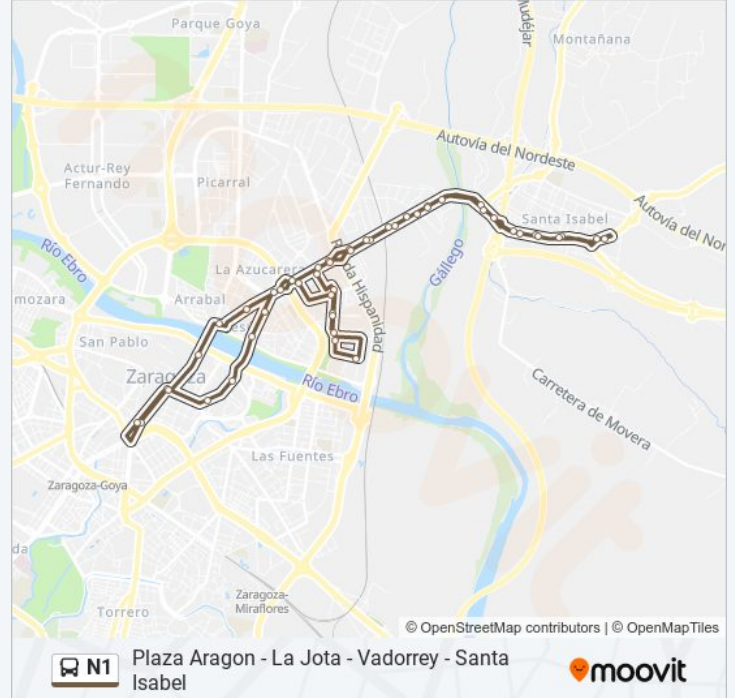 Parque Goya
Mudéjar
Montañana
Autovía del Nordeste
Actur-Rey
Fernando
Picarral
Santa Isabel
Autovía del Nor
Río Ebro
La Azucarera
Ronda Hispanidad
Gállego
mozara
Arrabal
San Pablo
Zaragoza
Río Ebro
Carretera de Movera
Las Fuentes
Zaragoza-Goya
da
Zaragoza-
Miraflores
Torrero
© OpenStreetMap contributors | © OpenMapTiles
N1
Plaza Aragon - La Jota - Vadorrey - Santa
Isabel
moovit